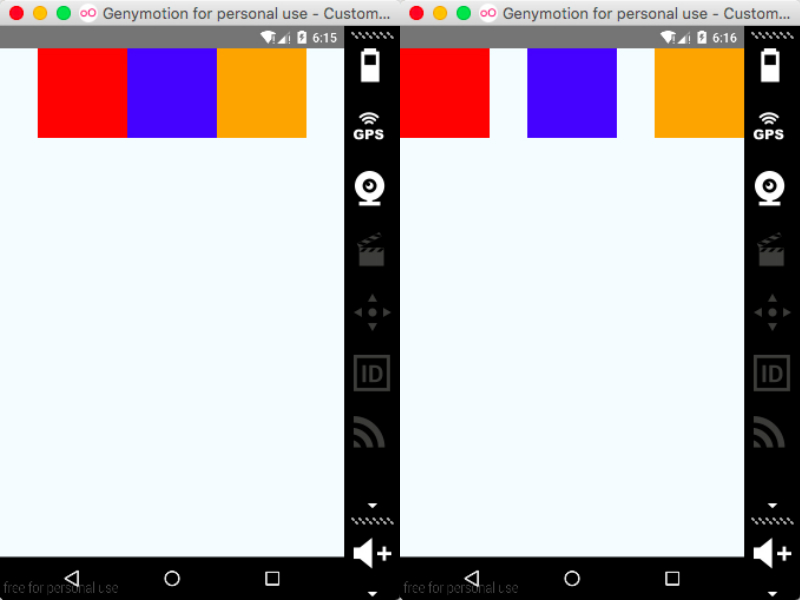 Genymotion for personal use - Custom...
6:15
GPS
ID
free for personal use
Genymotion for personal use - Custom...
6:16
GPS
ID
free for personal use